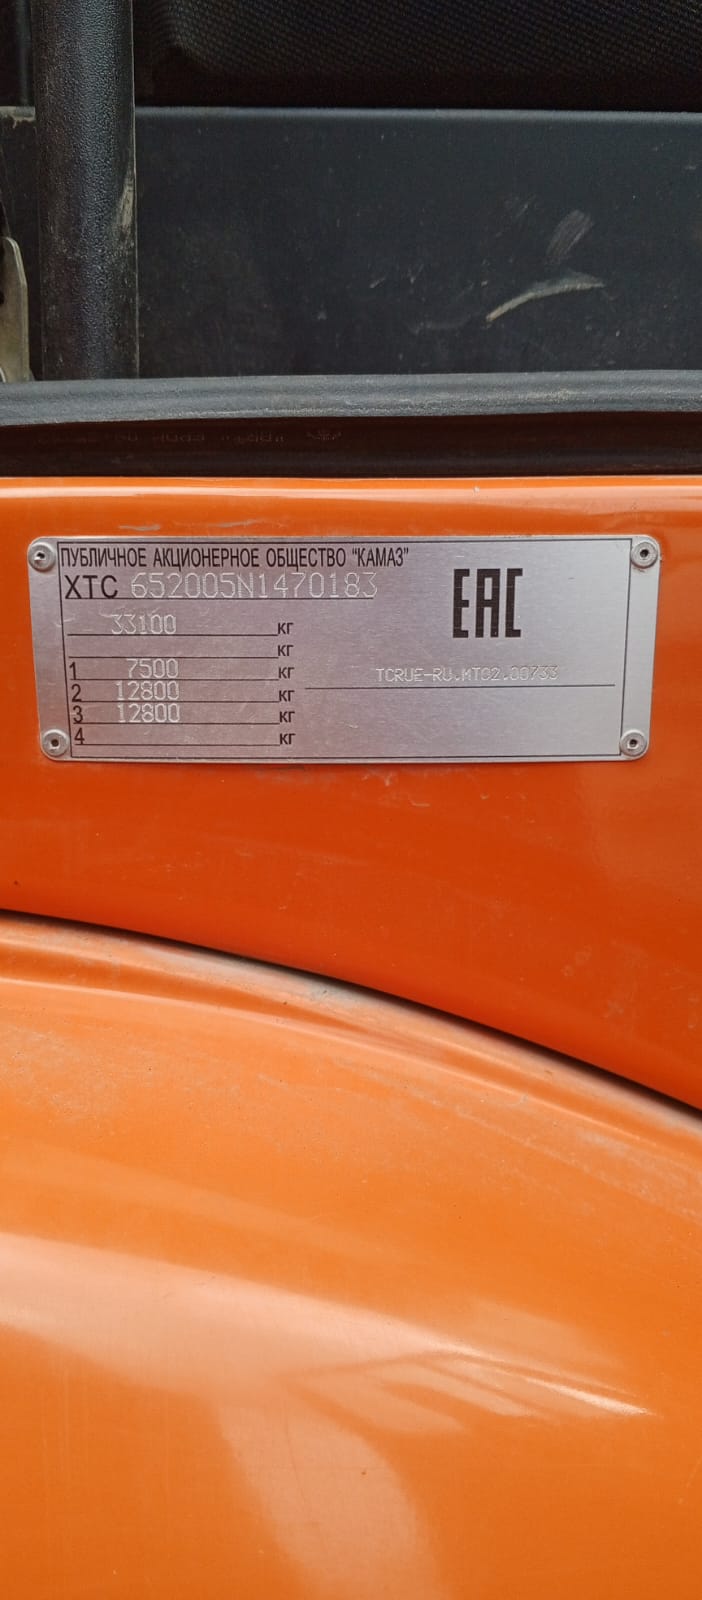 ПУБЛИЧНОЕ АКЦИОНЕРНОЕ ОБЩЕСТВО "КАМАЗ"
XTC 652005N1470183
EAC
33100 кг
кг
1 7500 кг
TCRUE-RU.MT02.00733
2 12800 кг
3 12800 кг
4 кг